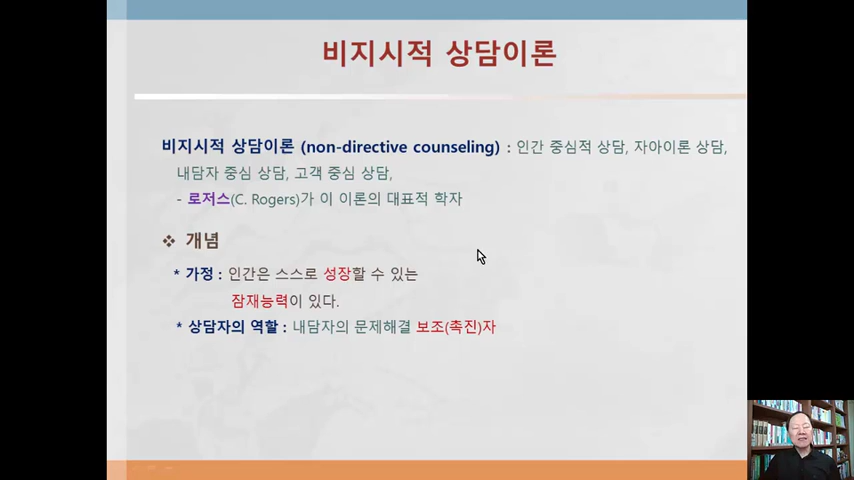 비지시적 상담이론
비지시적 상담이론 (non-directive counseling) : 인간 중심적 상담, 자아이론 상담,
내담자 중심 상담, 고객 중심 상담,
- 로저스(C. Rogers)가 이 이론의 대표적 학자
❖ 개념
* 가정 : 인간은 스스로 성장할 수 있는
잠재능력이 있다.
* 상담자의 역할 : 내담자의 문제해결 보조(촉진)자